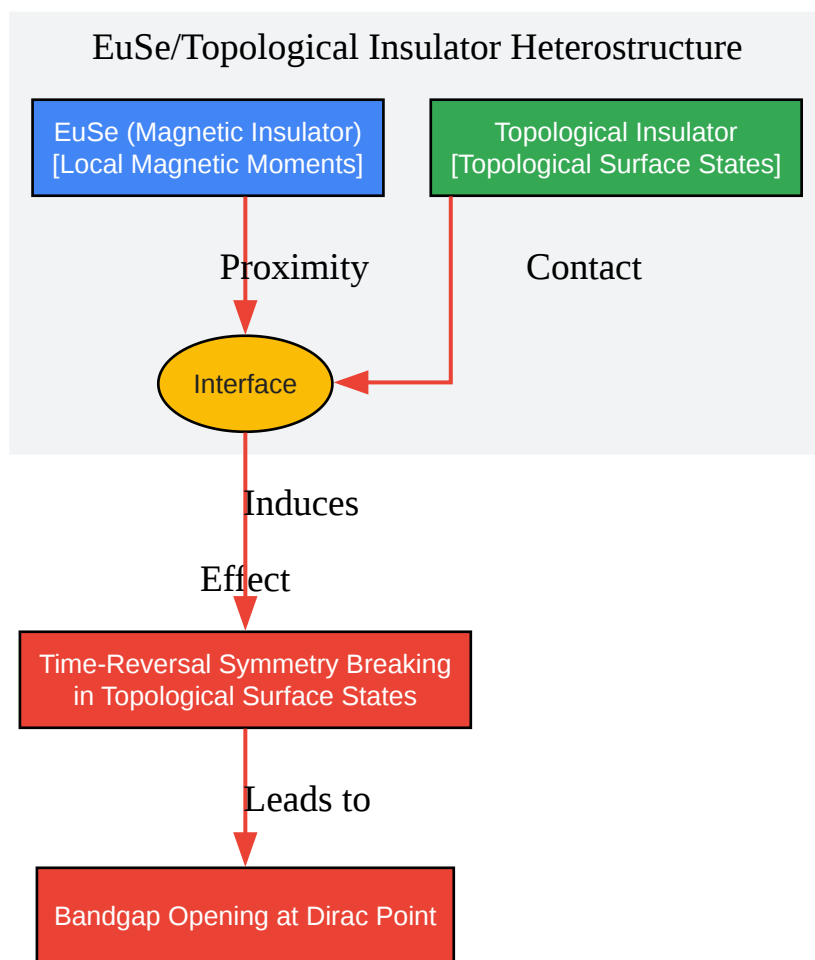 EuSe/Topological Insulator Heterostructure
EuSe (Magnetic Insulator)
[Local Magnetic Moments]
Topological Insulator
[Topological Surface States]
Proximity
Contact
Interface
Induces
Effect
Time-Reversal Symmetry Breaking
in Topological Surface States
Leads to
Bandgap Opening at Dirac Point